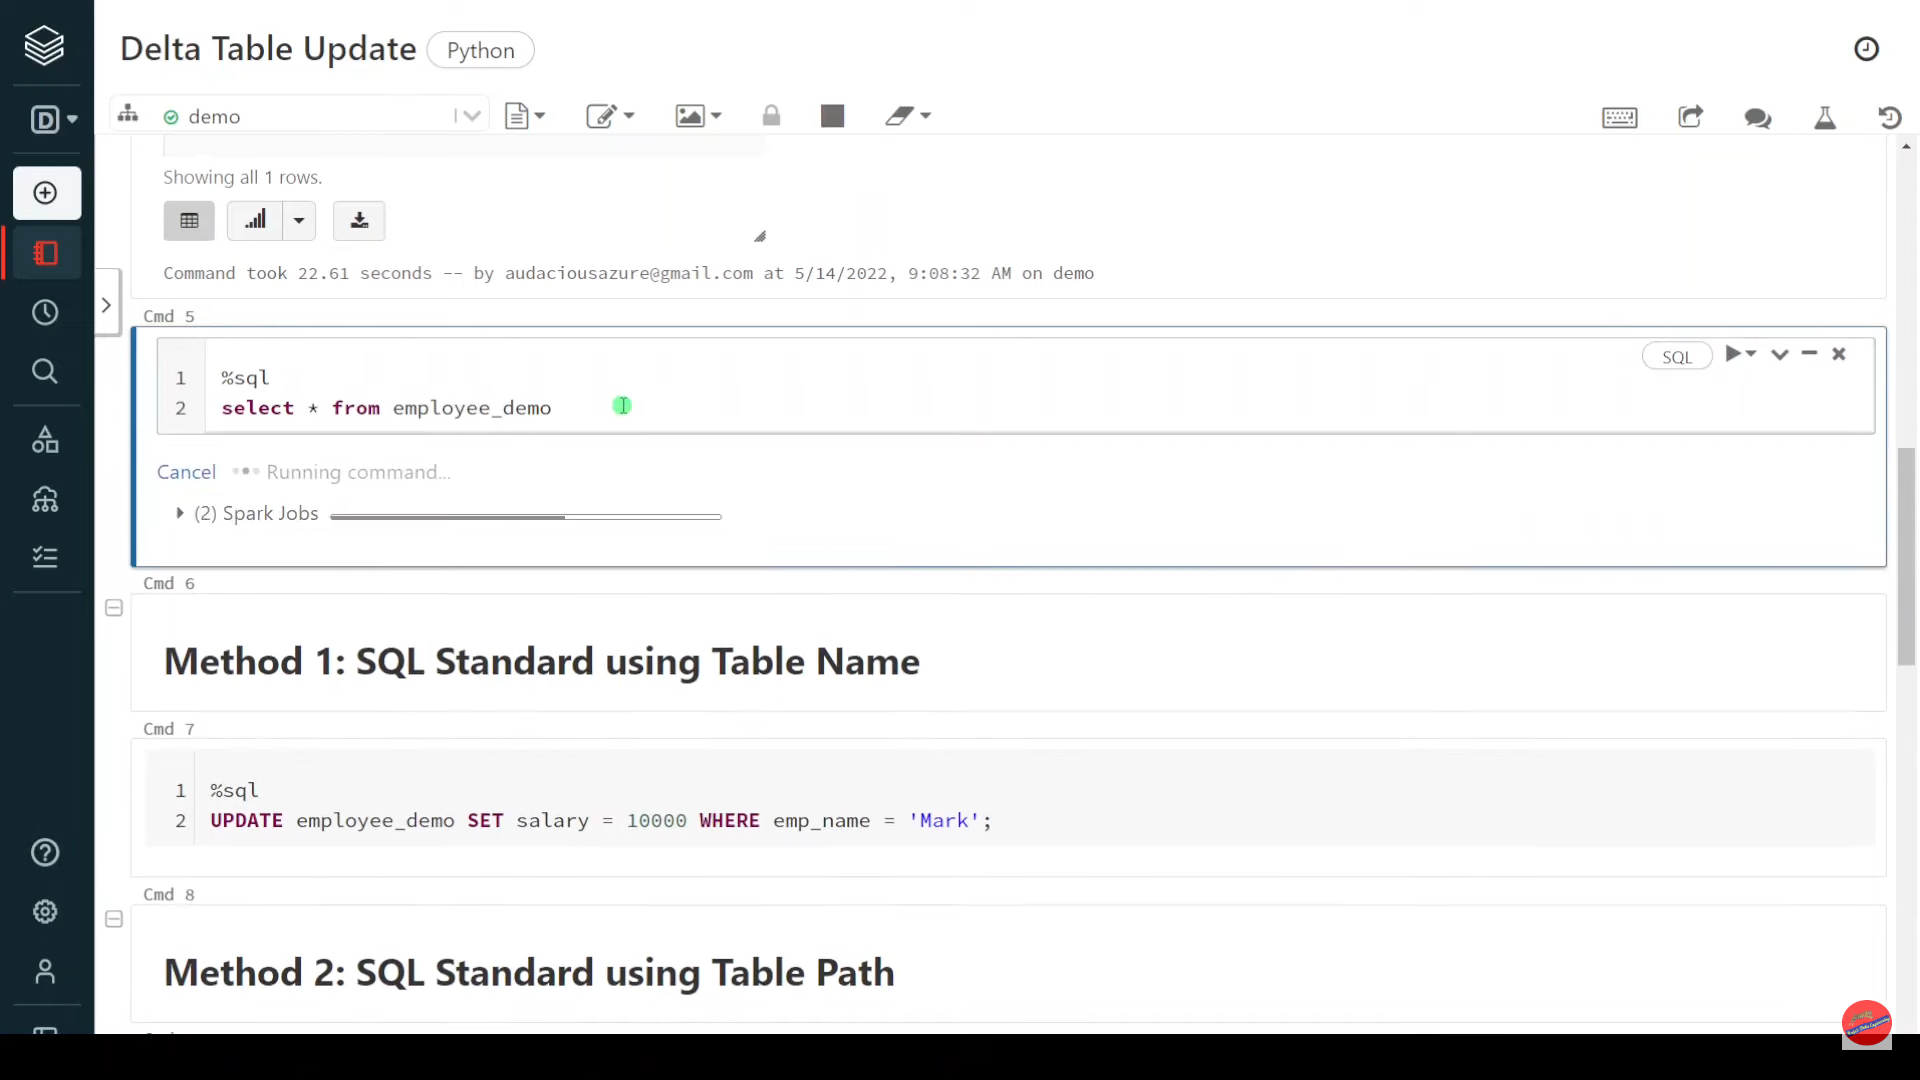 Delta Table Update
Python
demo
Showing all 1 rows.
Command took 22.61 seconds -- by audaciousazure@gmail.com at 5/14/2022, 9:08:32 AM on demo
Cmd 5
SQL
1 %sql
2 select * from employee_demo
Cancel Running command...
(2) Spark Jobs
Cmd 6
Method 1: SQL Standard using Table Name
Cmd 7
1 %sql
2 UPDATE employee_demo SET salary = 10000 WHERE emp_name = 'Mark';
Cmd 8
Method 2: SQL Standard using Table Path